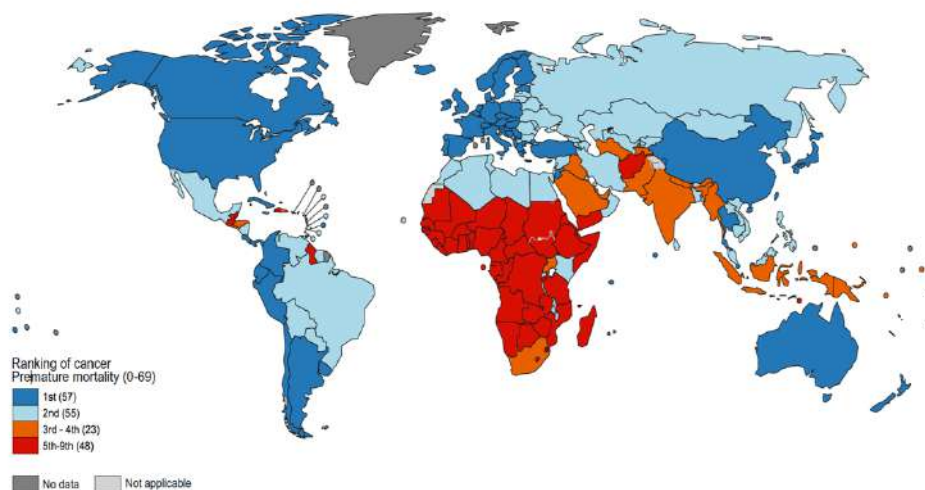 Ranking of cancer
Premature mortality (0-69)
1st (57)
2nd (55)
3rd - 4th (23)
5th-9th (48)
No data
Not applicable